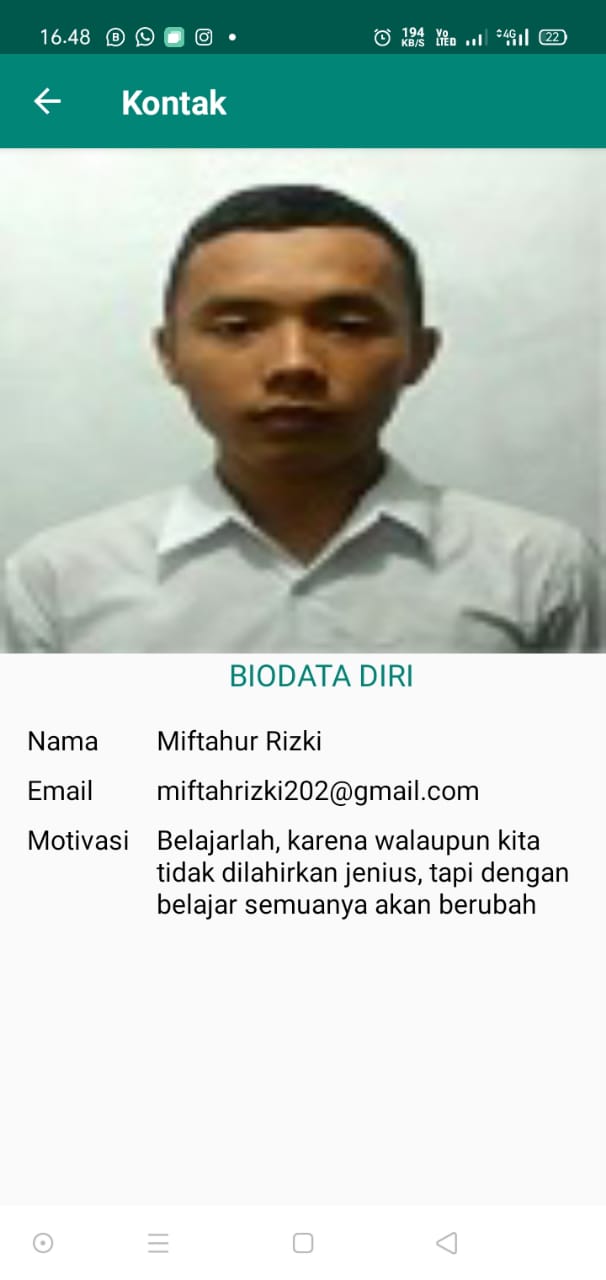 16.48
194 KB/S
Vo LTED
4G
22
Kontak
BIODATA DIRI
Nama Miftahur Rizki
Email miftahrizki202@gmail.com
Motivasi Belajarlah, karena walaupun kita
tidak dilahirkan jenius, tapi dengan
belajar semuanya akan berubah